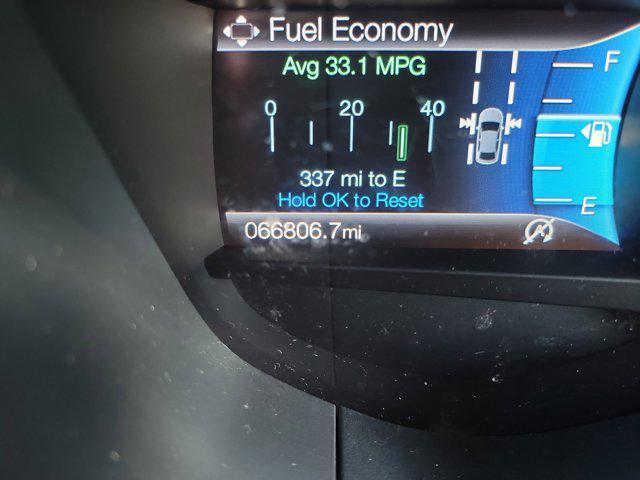 Fuel Economy
F
Avg 33.1 MPG
0 20 40
337 mi to E
Hold OK to Reset
E
066806.7mi
A